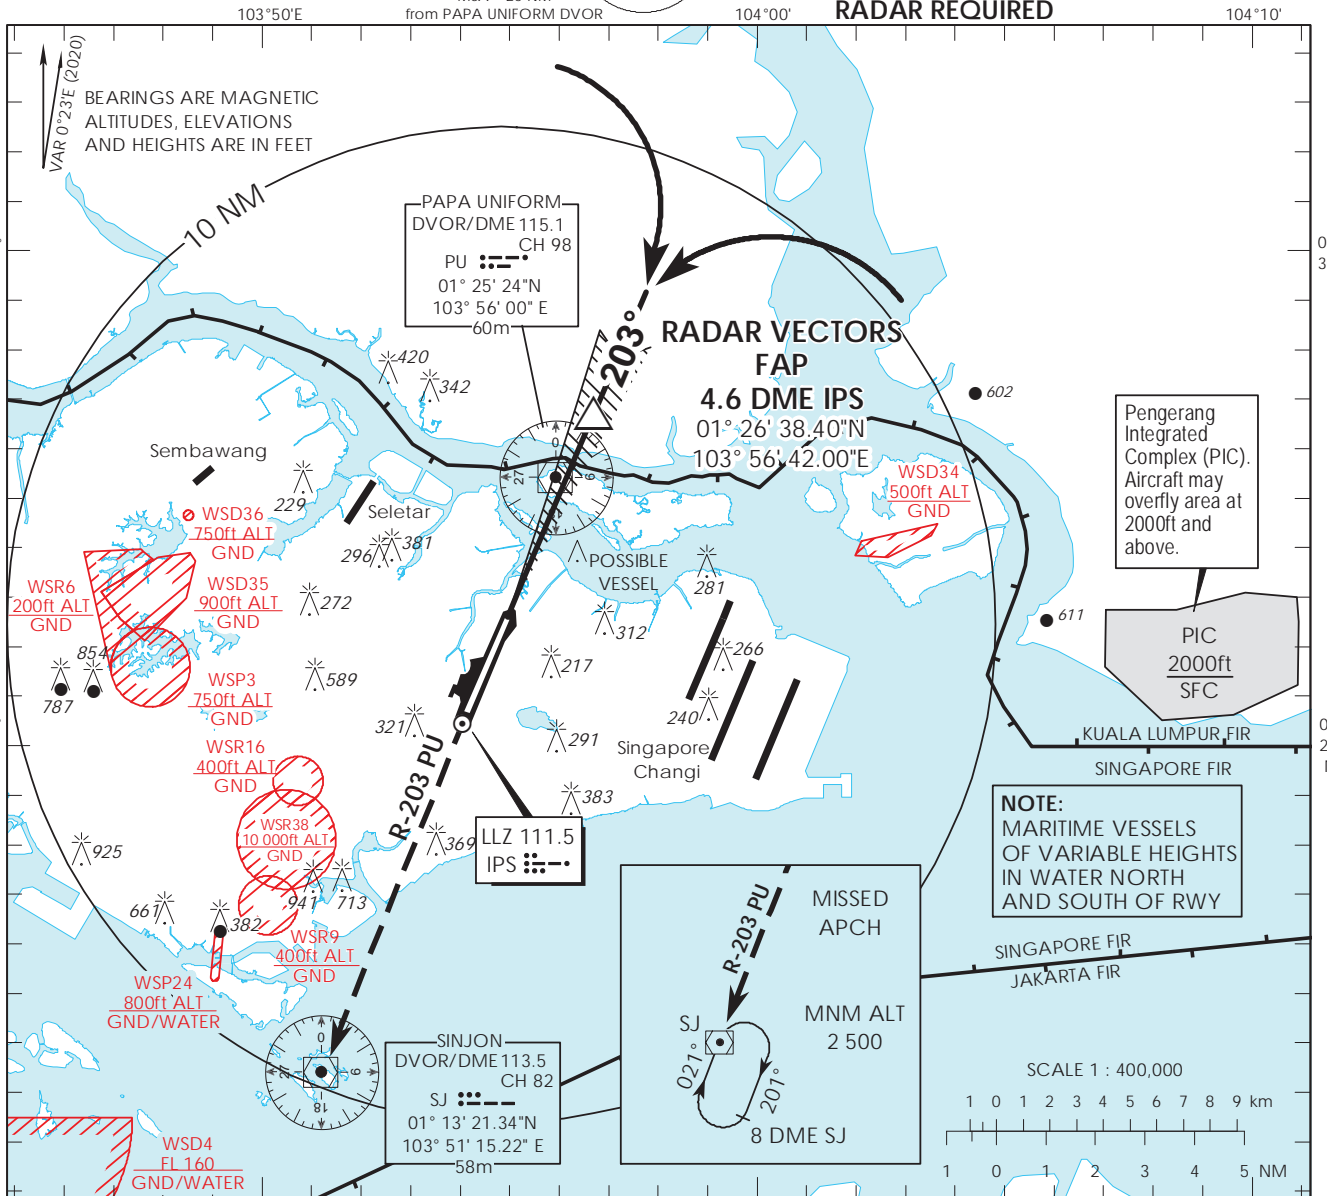 from PAPA UNIFORM DVOR
RADAR REQUIRED
103°50'E
104°00'
104°10'
VAR 0°23'E (2020)
BEARINGS ARE MAGNETIC
ALTITUDES, ELEVATIONS
AND HEIGHTS ARE IN FEET
10 NM
PAPA UNIFORM
DVOR/DME 115.1
CH 98
PU
01° 25' 24"N
103° 56' 00" E
60m
203°
RADAR VECTORS
FAP
4.6 DME IPS
01° 26' 38.40"N
103° 56' 42.00"E
0
3
420
342
602
Pengerang
Integrated
Complex (PIC).
Aircraft may
overfly area at
2000ft and
above.
Sembawang
229
Seletar
0
9
27
WSD34
500ft ALT
GND
WSD36
750ft ALT
GND
296
381
POSSIBLE
VESSEL
281
WSR6
200ft ALT
GND
WSD35
900ft ALT
GND
272
312
611
PIC
2000ft
SFC
854
787
WSP3
750ft ALT
GND
589
217
266
321
240
291
Singapore
Changi
KUALA LUMPUR FIR
SINGAPORE FIR
0
2
WSR16
400ft ALT
GND
R-203 PU
383
WSR38
10 000ft ALT
GND
369
LLZ 111.5
IPS
NOTE:
MARITIME VESSELS
OF VARIABLE HEIGHTS
IN WATER NORTH
AND SOUTH OF RWY
925
661
382
941
713
WSR9
400ft ALT
GND
WSP24
800ft ALT
GND/WATER
SINGAPORE FIR
JAKARTA FIR
R-203 PU
MISSED
APCH
MNM ALT
2 500
SJ
021°
201°
8 DME SJ
0
9
18
27
SINJON
DVOR/DME 113.5
CH 82
SJ
01° 13' 21.34"N
103° 51' 15.22" E
58m
WSD4
FL 160
GND/WATER
SCALE 1 : 400,000
1 0 1 2 3 4 5 6 7 8 9 km
1 0 1 2 3 4 5 NM